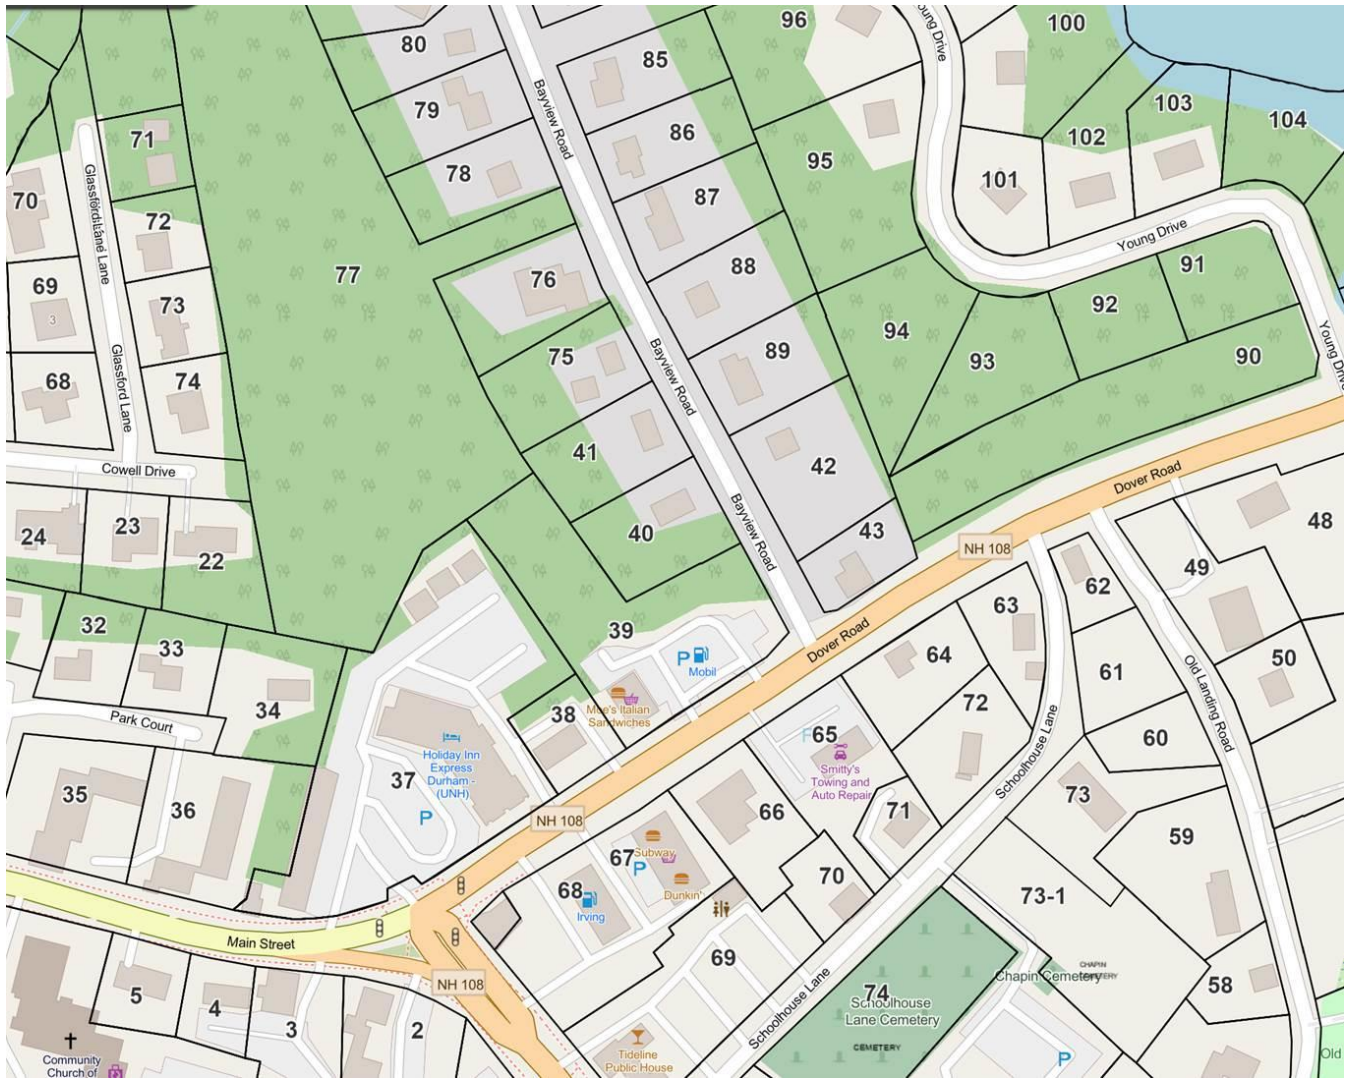 96
100
80
85
Young Drive
103
79
104
71
86
102
Bayview Road
95
78
101
70
Glassford Lane
87
72
Young Drive
88
91
77
76
69
73
3
92
94
Glassford Lane
75
Bayview Road
89
93
90
Young Drive
68
74
41
42
Cowell Drive
Dover Road
24
23
40
Bayview Road
43
48
22
NH 108
49
62
63
32
39
33
Dover Road
64
61
50
P
Mobil
Old Landing Road
34
38
Moe's Italian
Sandwiches
72
Park Court
65
60
Holiday Inn
Express
Durham -
(UNH)
37
Smitty's
Towing and
Auto Repair
Schoolhouse Lane
35
36
P
NH 108
66
71
73
59
67
Subway
P
68
Dunkin'
70
73-1
Irving
Main Street
69
Chapin Cemetery
CHAPIN
CEMETERY
NH 108
58
5
4
74
Schoolhouse
Lane Cemetery
Schoolhouse Lane
3
2
CEMETERY
Community
Church of
Tideline
Public House
P
Old